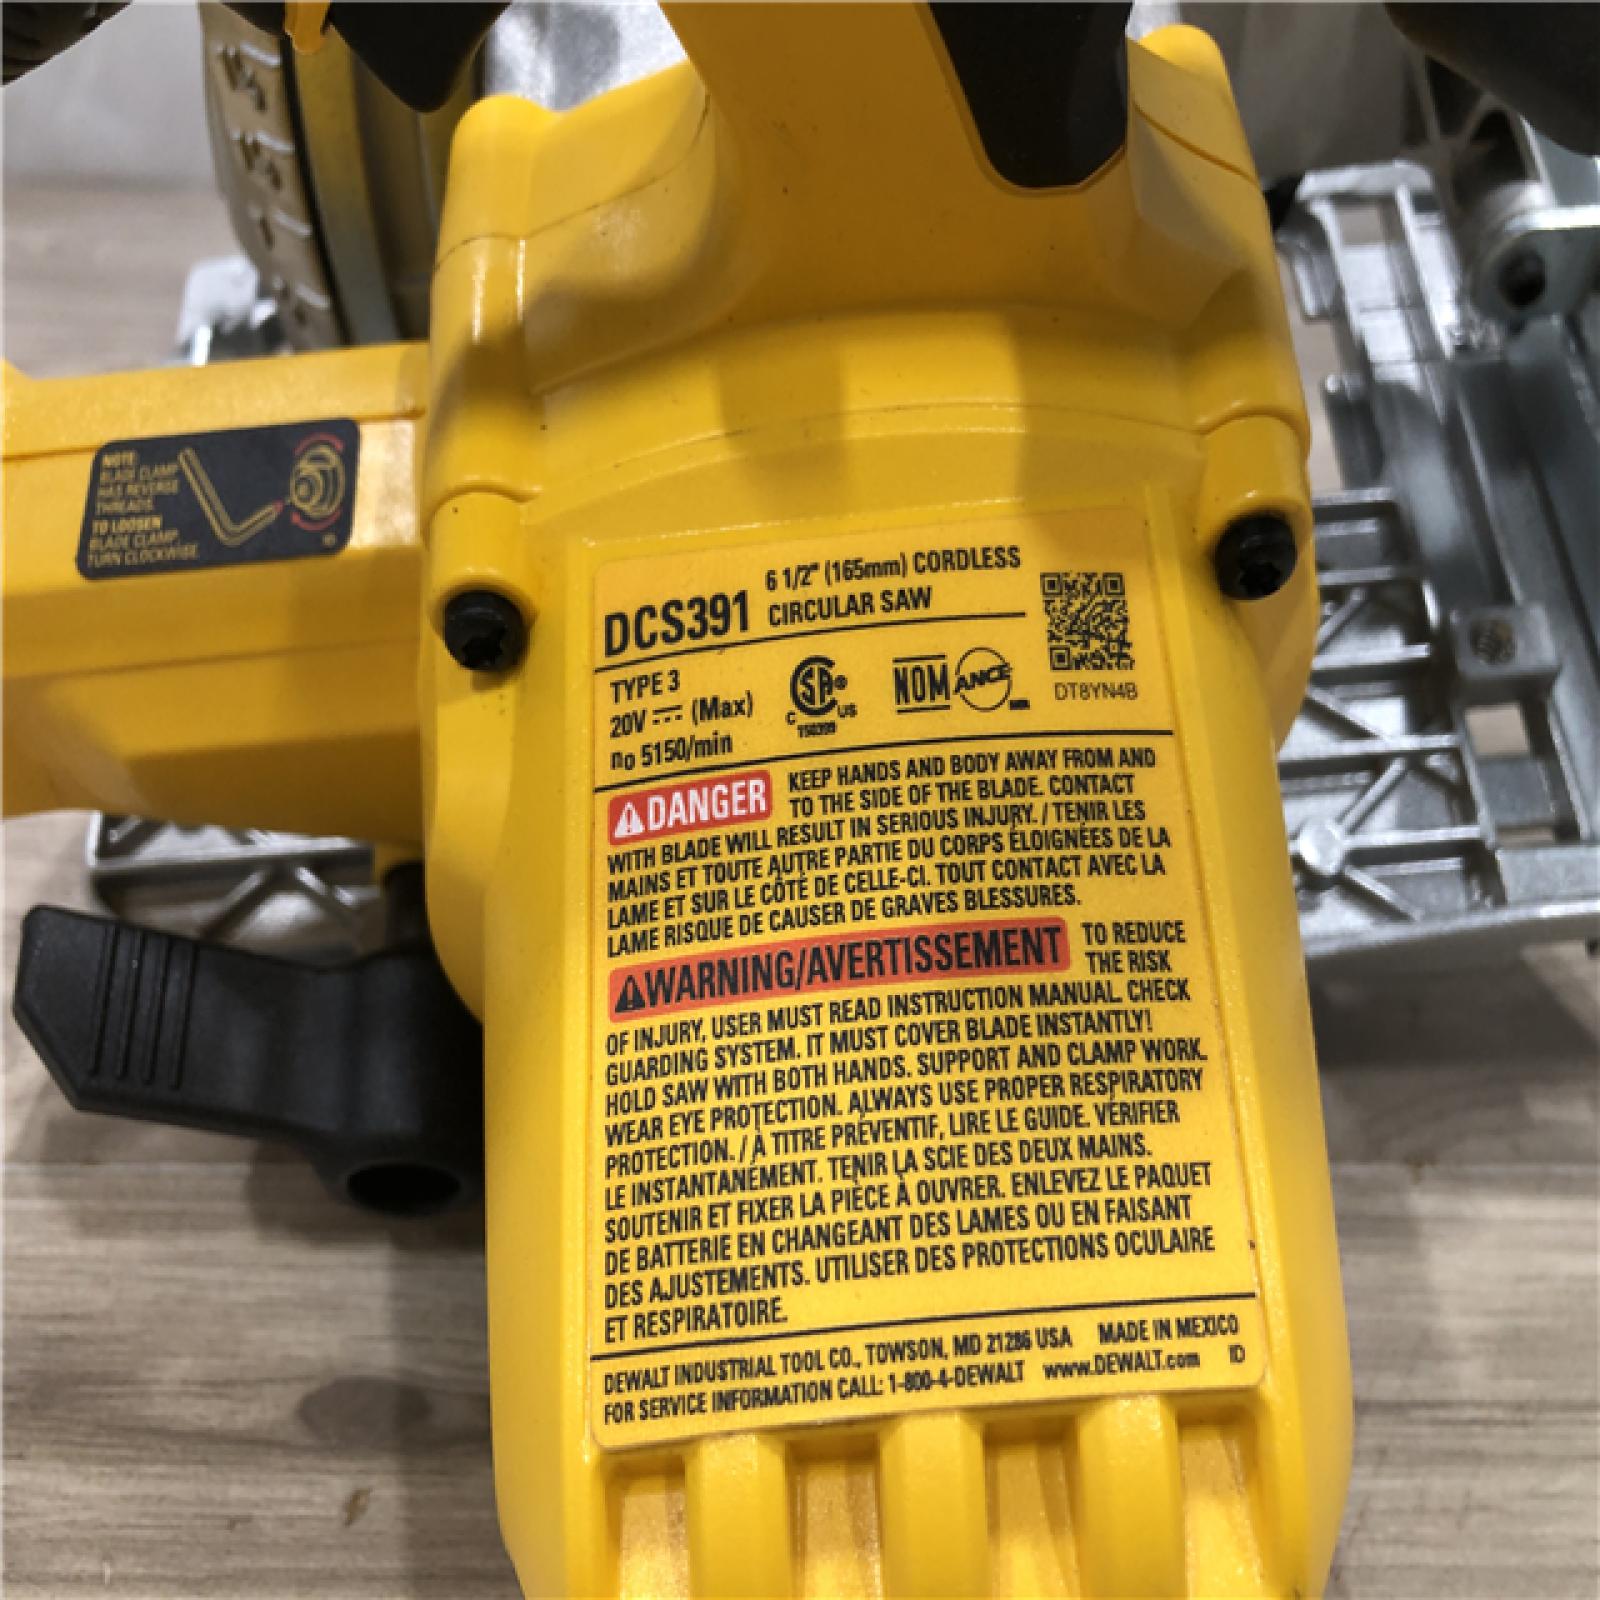 NOTE:
BLADE CLAMP
HAS REVERSE
THREADS.
TO LOOSEN
BLADE CLAMP
TURN CLOCKWISE.
DCS391 6 1/2" (165mm) CORDLESS
CIRCULAR SAW
TYPE 3
20V ⎓ (Max)
no 5150/min
C SA® US
NOM ANCE
DT8YN4B
⚠DANGER KEEP HANDS AND BODY AWAY FROM AND
TO THE SIDE OF THE BLADE. CONTACT
WITH BLADE WILL RESULT IN SERIOUS INJURY. / TENIR LES
MAINS ET TOUTE AUTRE PARTIE DU CORPS ÉLOIGNÉES DE LA
LAME ET SUR LE CÔTÉ DE CELLE-CI. TOUT CONTACT AVEC LA
LAME RISQUE DE CAUSER DE GRAVES BLESSURES.
⚠WARNING/AVERTISSEMENT TO REDUCE
THE RISK
OF INJURY, USER MUST READ INSTRUCTION MANUAL. CHECK
GUARDING SYSTEM. IT MUST COVER BLADE INSTANTLY!
HOLD SAW WITH BOTH HANDS. SUPPORT AND CLAMP WORK.
WEAR EYE PROTECTION. ALWAYS USE PROPER RESPIRATORY
PROTECTION. / À TITRE PRÉVENTIF, LIRE LE GUIDE. VÉRIFIER
LE INSTANTANÉMENT. TENIR LA SCIE DES DEUX MAINS.
SOUTENIR ET FIXER LA PIÈCE À OUVRER. ENLEVEZ LE PAQUET
DE BATTERIE EN CHANGEANT DES LAMES OU EN FAISANT
DES AJUSTEMENTS. UTILISER DES PROTECTIONS OCULAIRE
ET RESPIRATOIRE.
DEWALT INDUSTRIAL TOOL CO., TOWSON, MD 21286 USA MADE IN MEXICO
FOR SERVICE INFORMATION CALL: 1-800-4-DEWALT www.DEWALT.com ID